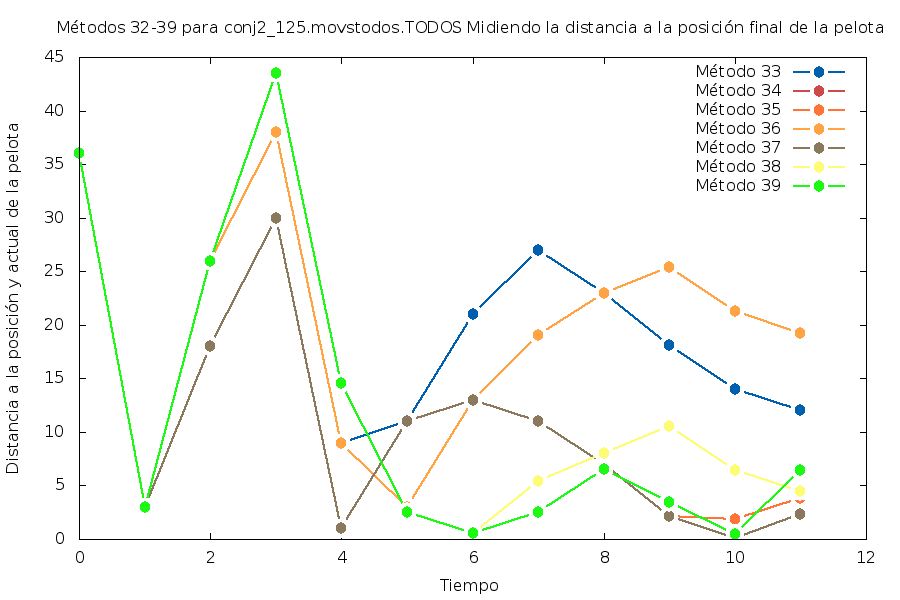 Métodos 32-39 para conj2_125.movstodos.TODOS Midiendo la distancia a la posición final de la pelota
Distancia a la posición y actual de la pelota
45
40
35
30
25
20
15
10
5
0
Método 33
Método 34
Método 35
Método 36
Método 37
Método 38
Método 39
0 2 4 6 8 10 12
Tiempo